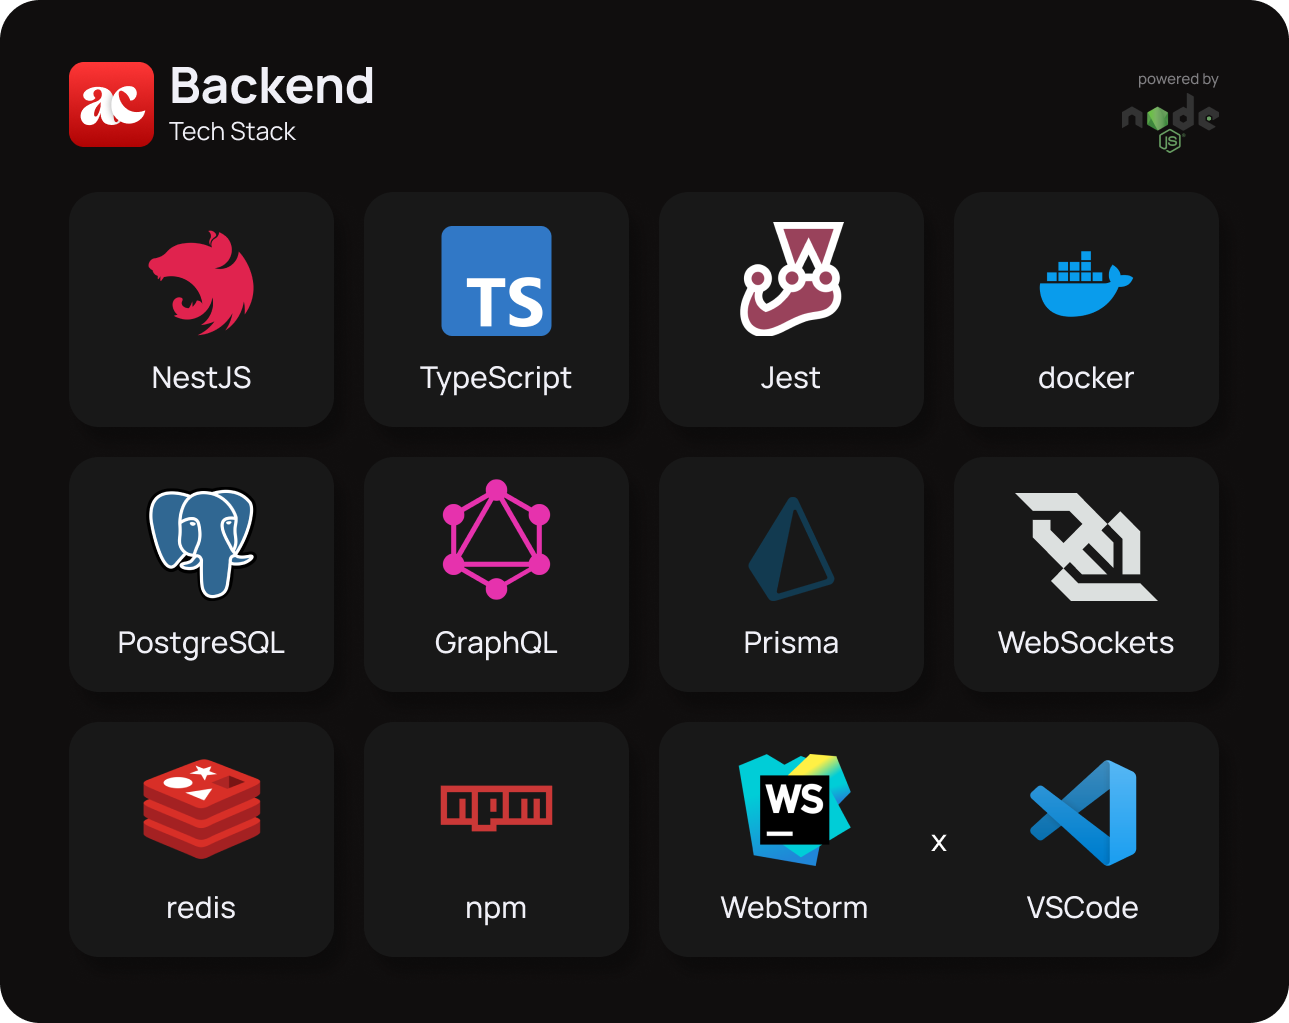 ac
Backend
Tech Stack
powered by
node
JS
NestJS
TS
TypeScript
Jest
docker
PostgreSQL
GraphQL
Prisma
WebSockets
redis
npm
npm
WS
WebStorm
x
VSCode